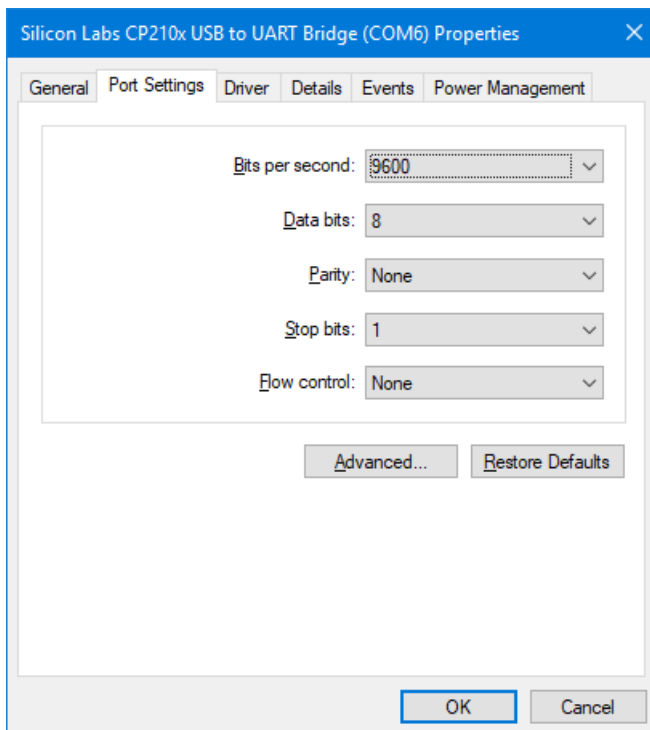 Silicon Labs CP210x USB to UART Bridge (COM6) Properties
General Port Settings Driver Details Events Power Management
Bits per second: 9600
Data bits: 8
Parity: None
Stop bits: 1
Flow control: None
Advanced... Restore Defaults
OK Cancel